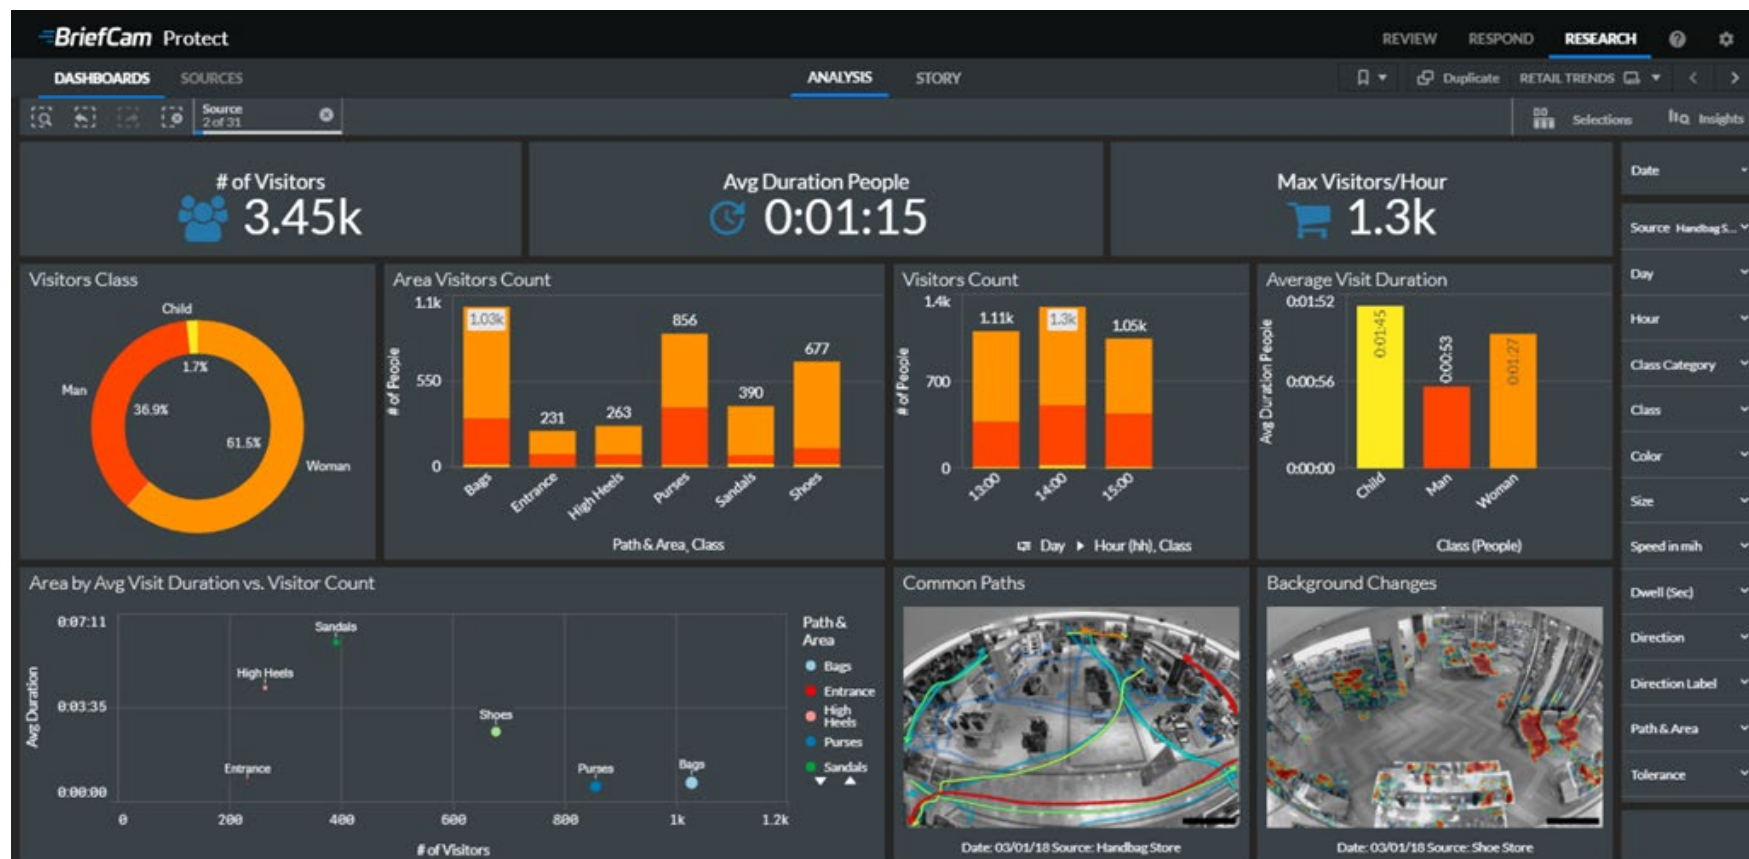 BriefCam Protect
REVIEW RESPOND RESEARCH
DASHBOARDS SOURCES
ANALYSIS STORY
Duplicate RETAIL TRENDS
Source
2 of 31
Selections Insights
# of Visitors
3.45k
Avg Duration People
0:01:15
Max Visitors/Hour
1.3k
Date
Source Handbag S...
Day
Hour
Class Category
Class
Color
Size
Speed in mih
Dwell (Sec)
Direction
Direction Label
Path & Area
Tolerance
Visitors Class
Child
1.7%
Man
36.9%
61.5%
Woman
Area Visitors Count
# of People
1.1k
550
0
1.03k
231
263
856
390
677
Bags
Entrance
High Heels
Purses
Sandals
Shoes
Path & Area, Class
Visitors Count
# of People
1.4k
700
0
1.11k
1.3k
1.05k
13:00
14:00
15:00
Day Hour (hh), Class
Average Visit Duration
Avg Duration People
0:01:52
0:00:56
0:00:00
0:01:45
0:00:53
0:01:27
Child
Man
Woman
Class (People)
Area by Avg Visit Duration vs. Visitor Count
Avg Duration
0:07:11
0:03:35
0:00:00
Sandals
High Heels
Shoes
Entrance
Purses
Bags
0 200 400 600 800 1k 1.2k
# of Visitors
Path &
Area
Bags
Entrance
High
Heels
Purses
Sandals
Common Paths
Date: 03/01/18 Source: Handbag Store
Background Changes
Date: 03/01/18 Source: Shoe Store